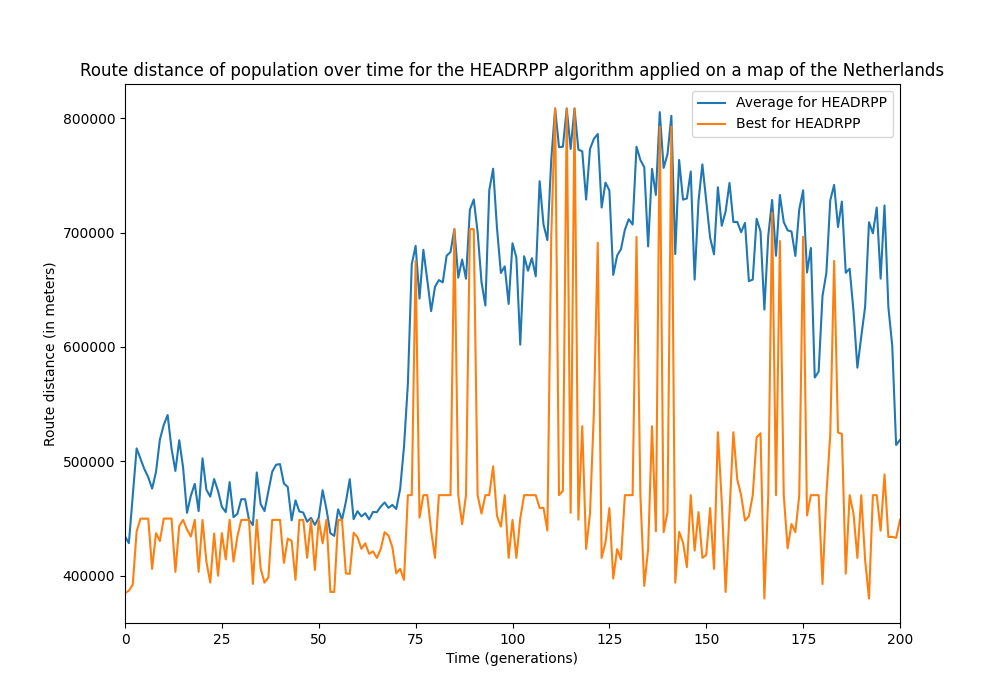 Route distance of population over time for the HEADRPP algorithm applied on a map of the Netherlands
Average for HEADRPP
Best for HEADRPP
800000
700000
600000
500000
400000
Route distance (in meters)
0 25 50 75 100 125 150 175 200
Time (generations)